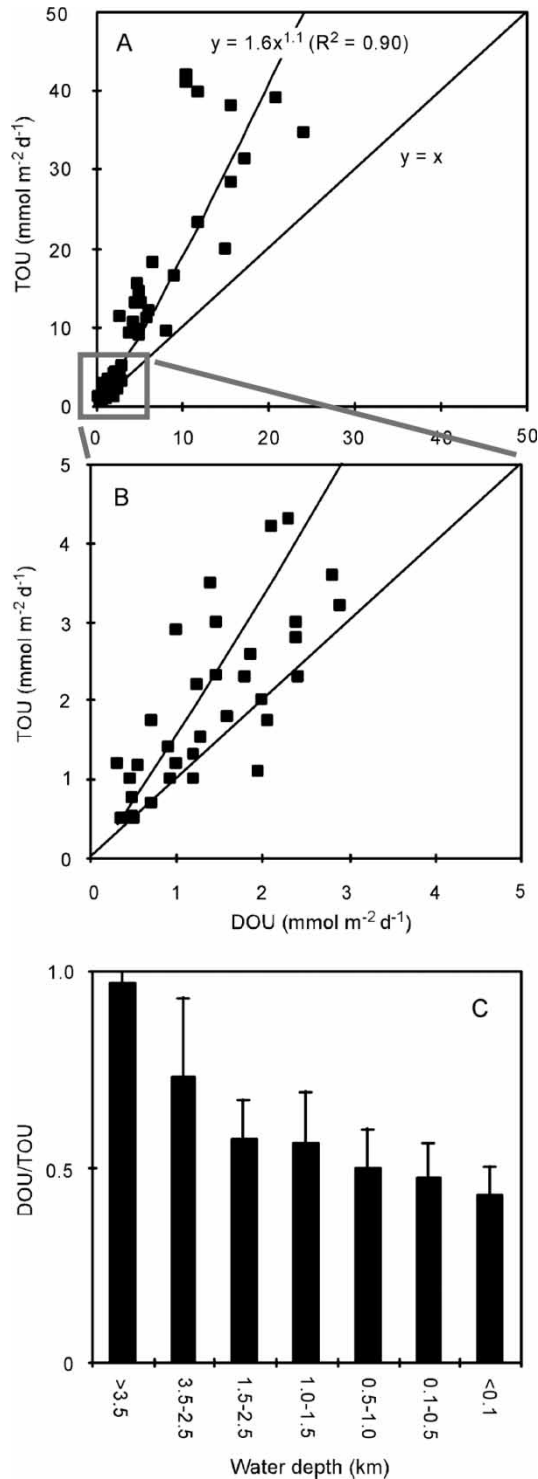 50
A
y = 1.6x^1.1 (R^2 = 0.90)
40
TOU (mmol m^-2 d^-1)
30
y = x
20
10
0
0 10 20 30 40 50
5
B
4
TOU (mmol m^-2 d^-1)
3
2
1
0
0 1 2 3 4 5
DOU (mmol m^-2 d^-1)
1.0
C
DOU/TOU
0.5
0
>3.5 3.5-2.5 1.5-2.5 1.0-1.5 0.5-1.0 0.1-0.5 <0.1
Water depth (km)